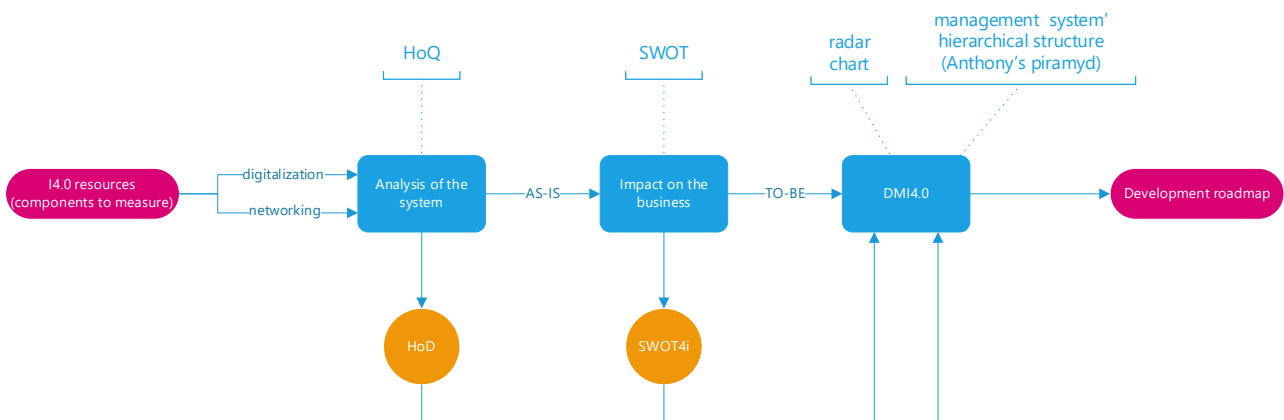 HoQ
SWOT
radar
chart
management system’
hierarchical structure
(Anthony’s piramyd)
I4.0 resources
(components to measure)
digitalization
networking
Analysis of the
system
AS-IS
Impact on the
business
TO-BE
DMI4.0
Development roadmap
HoD
SWOT4i